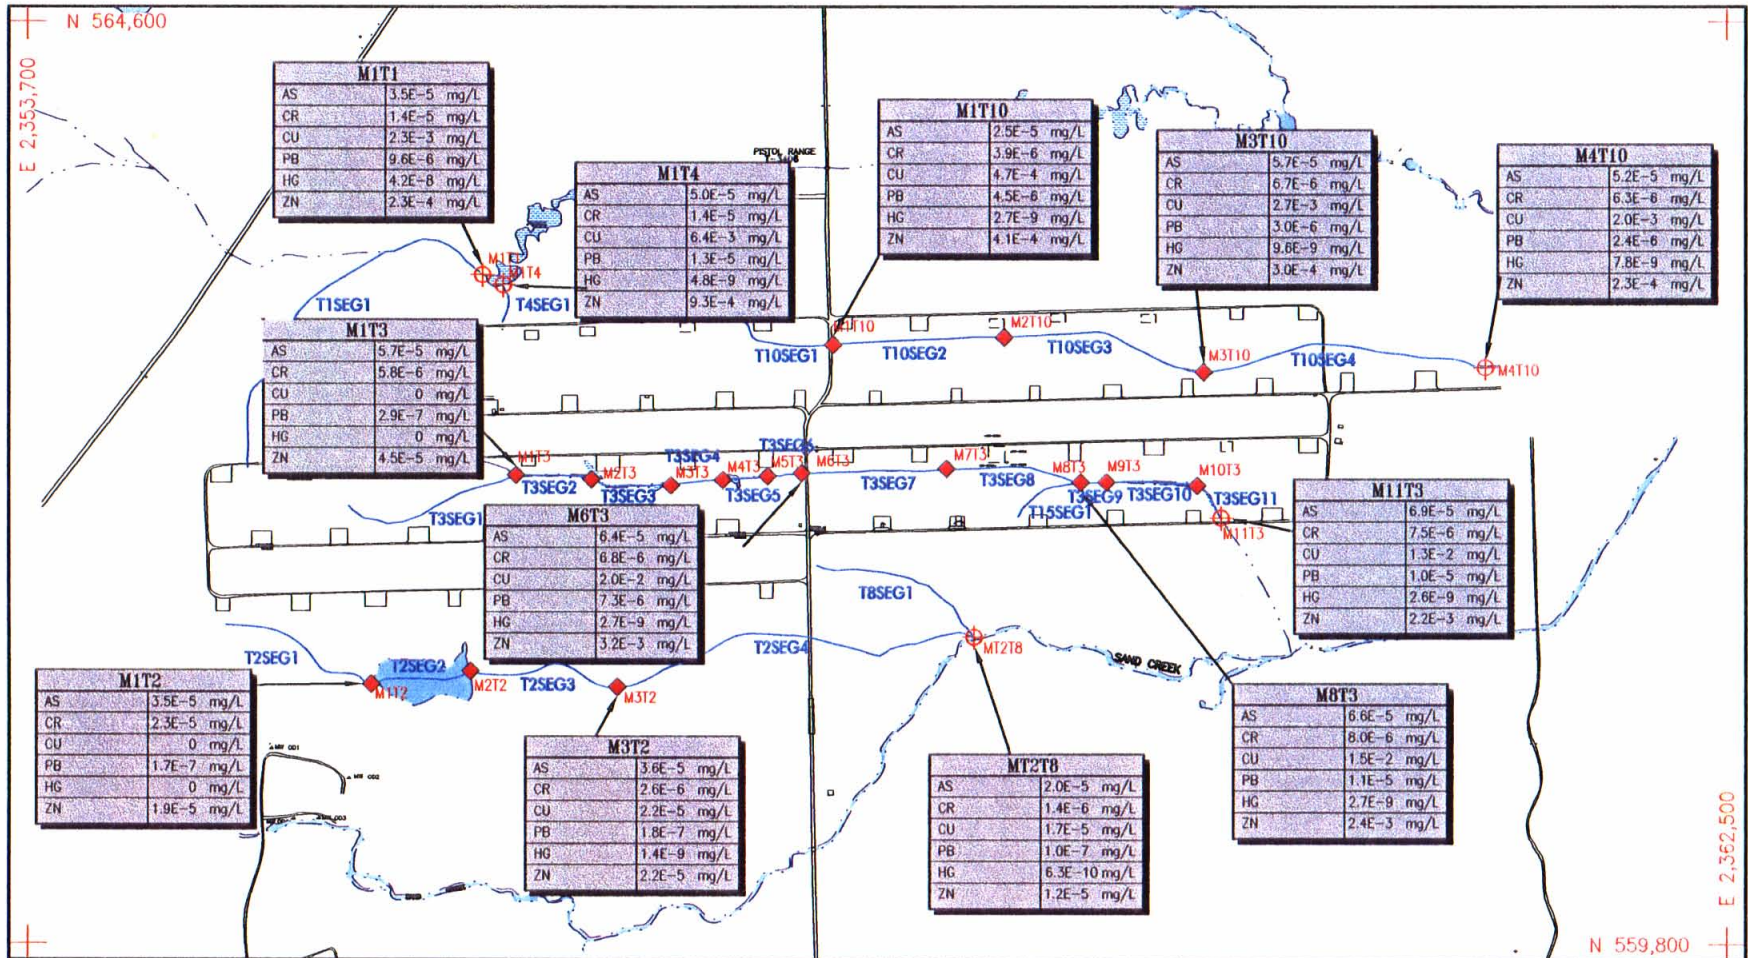 N 564,600
E 2,353,700
M1T1
AS 3.5E-5 mg/L
CR 1.4E-5 mg/L
CU 2.3E-3 mg/L
PB 9.6E-6 mg/L
HG 4.2E-8 mg/L
ZN 2.3E-4 mg/L
M1T4
AS 5.0E-5 mg/L
CR 1.4E-5 mg/L
CU 6.4E-3 mg/L
PB 1.3E-5 mg/L
HG 4.8E-9 mg/L
ZN 9.3E-4 mg/L
PISTOL RANGE
M1T10
AS 2.5E-5 mg/L
CR 3.9E-6 mg/L
CU 4.7E-4 mg/L
PB 4.5E-6 mg/L
HG 2.7E-9 mg/L
ZN 4.1E-4 mg/L
M3T10
AS 5.7E-5 mg/L
CR 6.7E-6 mg/L
CU 2.7E-3 mg/L
PB 3.0E-6 mg/L
HG 9.6E-9 mg/L
ZN 3.0E-4 mg/L
M4T10
AS 5.2E-5 mg/L
CR 6.3E-6 mg/L
CU 2.0E-3 mg/L
PB 2.4E-6 mg/L
HG 7.8E-9 mg/L
ZN 2.3E-4 mg/L
M1T1
M1T4
T1SEG1
T4SEG1
M1T10
M2T10
T10SEG1
T10SEG2
T10SEG3
M3T10
T10SEG4
M4T10
M1T3
AS 5.7E-5 mg/L
CR 5.8E-6 mg/L
CU 0 mg/L
PB 2.9E-7 mg/L
HG 0 mg/L
ZN 4.5E-5 mg/L
M1T3
M2T3
T3SEG4
M3T3
M4T3
T3SEG6
M5T3
M6T3
M7T3
M8T3
M9T3
M10T3
T3SEG1
T3SEG2
T3SEG3
T3SEG5
T3SEG7
T3SEG8
T3SEG9
T3SEG10
T3SEG11
T15SEG1
M11T3
M6T3
AS 6.4E-5 mg/L
CR 6.8E-6 mg/L
CU 2.0E-2 mg/L
PB 7.3E-6 mg/L
HG 2.7E-9 mg/L
ZN 3.2E-3 mg/L
M11T3
AS 6.9E-5 mg/L
CR 7.5E-6 mg/L
CU 1.3E-2 mg/L
PB 1.0E-5 mg/L
HG 2.6E-9 mg/L
ZN 2.2E-3 mg/L
T8SEG1
T2SEG1
T2SEG2
T2SEG3
T2SEG4
M1T2
M2T2
M3T2
MT2T8
SAND CREEK
M1T2
AS 3.5E-5 mg/L
CR 2.3E-5 mg/L
CU 0 mg/L
PB 1.7E-7 mg/L
HG 0 mg/L
ZN 1.9E-5 mg/L
M3T2
AS 3.6E-5 mg/L
CR 2.6E-6 mg/L
CU 2.2E-5 mg/L
PB 1.8E-7 mg/L
HG 1.4E-9 mg/L
ZN 2.2E-5 mg/L
MT2T8
AS 2.0E-5 mg/L
CR 1.4E-6 mg/L
CU 1.7E-5 mg/L
PB 1.0E-7 mg/L
HG 6.3E-10 mg/L
ZN 1.2E-5 mg/L
M8T3
AS 6.6E-5 mg/L
CR 8.0E-6 mg/L
CU 1.5E-2 mg/L
PB 1.1E-5 mg/L
HG 2.7E-9 mg/L
ZN 2.4E-3 mg/L
MW OD1
MW OD2
E 2,362,500
N 559,800